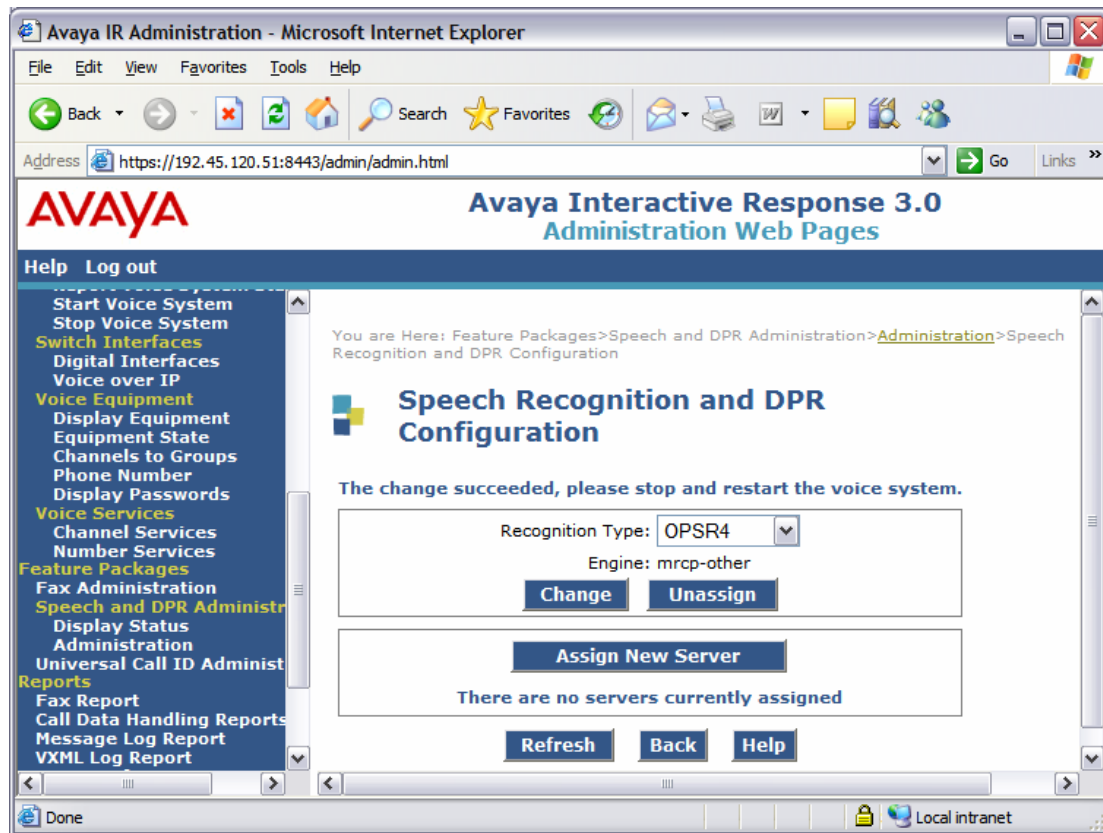 Avaya IR Administration - Microsoft Internet Explorer
File Edit View Favorites Tools Help
Back Search Favorites
Address https://192.45.120.51:8443/admin/admin.html Go Links »
AVAYA
Avaya Interactive Response 3.0
Administration Web Pages
Help Log out
Start Voice System
Stop Voice System
Switch Interfaces
Digital Interfaces
Voice over IP
Voice Equipment
Display Equipment
Equipment State
Channels to Groups
Phone Number
Display Passwords
Voice Services
Channel Services
Number Services
Feature Packages
Fax Administration
Speech and DPR Administr
Display Status
Administration
Universal Call ID Administ
Reports
Fax Report
Call Data Handling Reports
Message Log Report
VXML Log Report
You are Here: Feature Packages>Speech and DPR Administration>Administration>Speech
Recognition and DPR Configuration
Speech Recognition and DPR
Configuration
The change succeeded, please stop and restart the voice system.
Recognition Type: OPSR4
Engine: mrcp-other
Change Unassign
Assign New Server
There are no servers currently assigned
Refresh Back Help
Done Local intranet